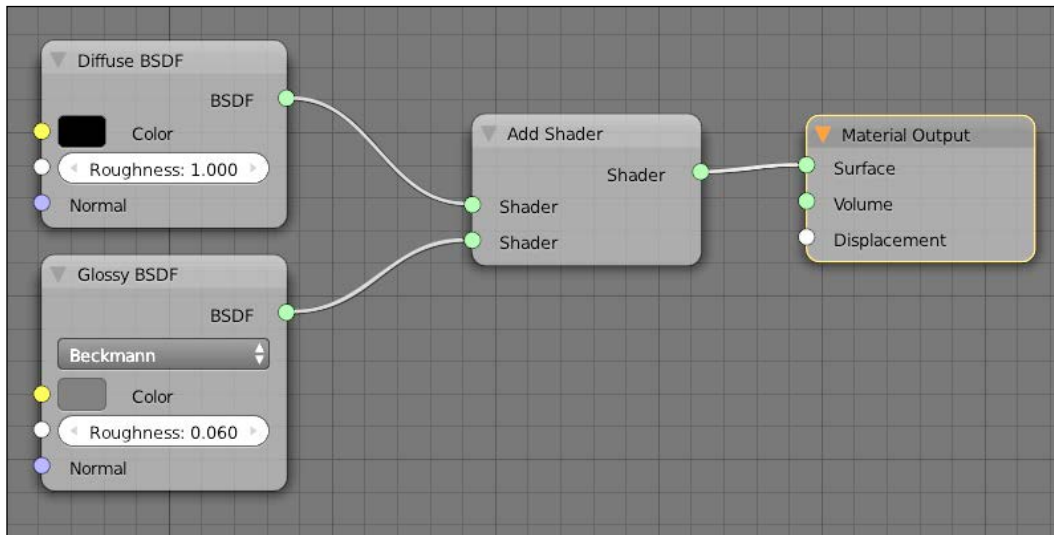 Diffuse BSDF
BSDF
Color
Roughness: 1.000
Normal
Glossy BSDF
BSDF
Beckmann
Color
Roughness: 0.060
Normal
Add Shader
Shader
Shader
Shader
Material Output
Surface
Volume
Displacement